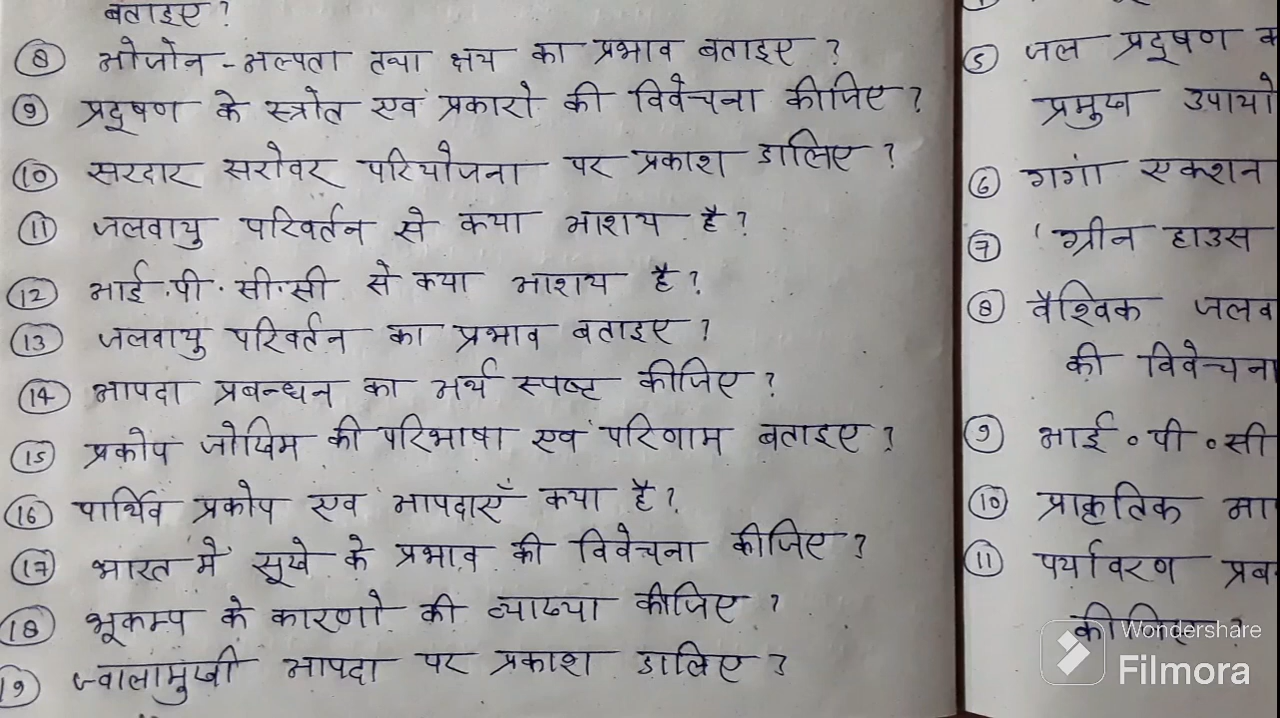 बताइए ?
⑧ ओजोन - अल्पता तथा क्षय का प्रभाव बताइए ?
⑨ प्रदूषण के स्त्रोत एवं प्रकारो की विवेचना कीजिए ?
⑩ सरदार सरोवर परियोजना पर प्रकाश डालिए ?
⑪ जलवायु परिवर्तन से क्या आशय है ?
⑫ आई.पी.सी.सी से क्या आशय है ?
⑬ जलवायु परिवर्तन का प्रभाव बताइए ?
⑭ आपदा प्रबन्धन का अर्थ स्पष्ट कीजिए ?
⑮ प्रकोप जोखिम की परिभाषा एवं परिणाम बताइए ?
⑯ पार्थिव प्रकोप एवं आपदाएँ क्या है ?
⑰ भारत में सूखे के प्रभाव की विवेचना कीजिए ?
⑱ भूकम्प के कारणो की व्याख्या कीजिए ?
⑲ ज्वालामुखी आपदा पर प्रकाश डालिए ?
⑤ जल प्रदूषण
प्रमुख उपायो
⑥ गंगा एक्शन
⑦ 'ग्रीन हाउस
⑧ वैश्विक जलव
की विवेचना
⑨ आई०पी०सी
⑩ प्राकृतिक आ
⑪ पर्यावरण प्रब
कीजिए ?
Wondershare
Filmora